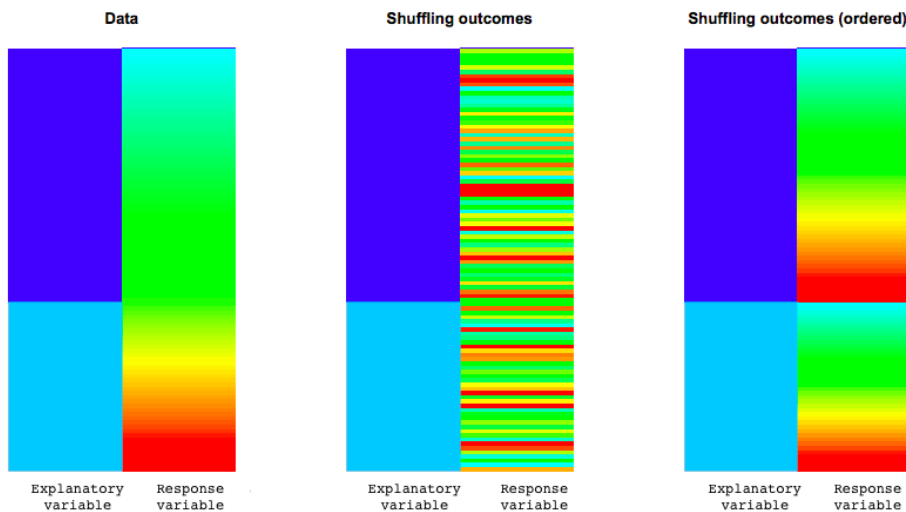 Data
Shuffling outcomes
Shuffling outcomes (ordered)
Explanatory variable
Response variable
Explanatory variable
Response variable
Explanatory variable
Response variable